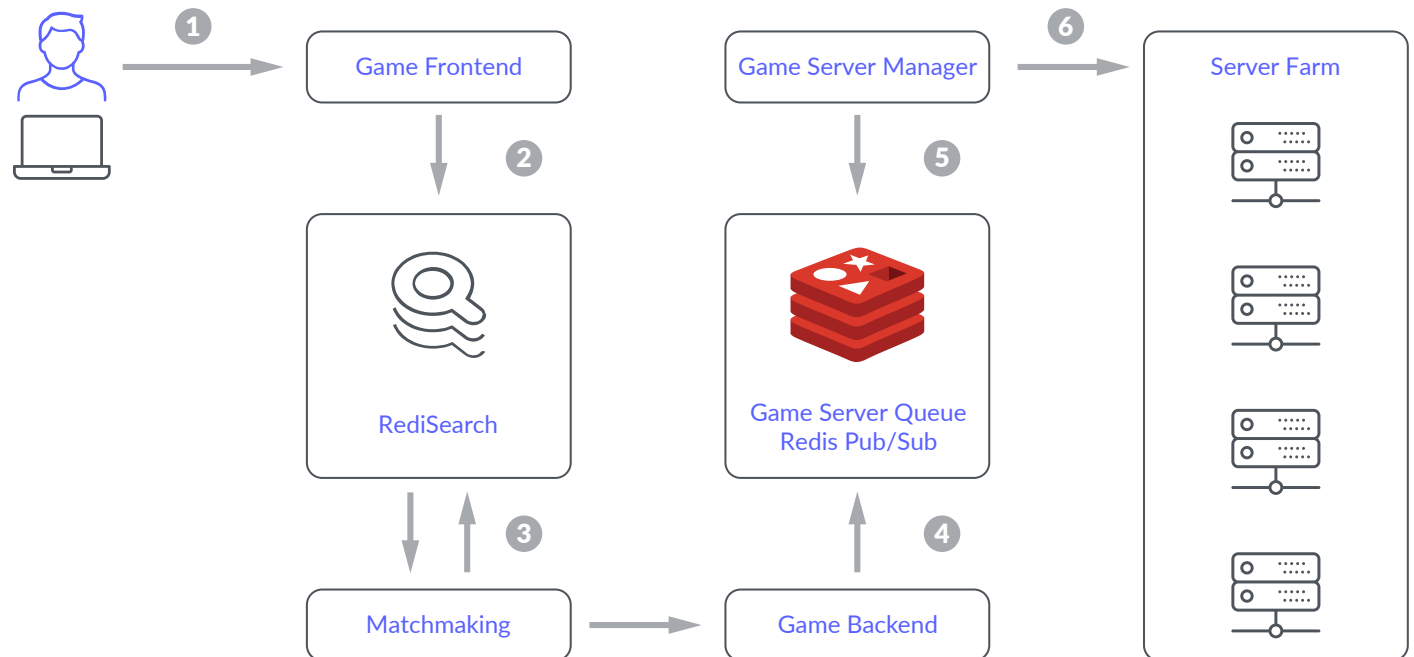 1
6
Game Frontend
Game Server Manager
Server Farm
2
5
RediSearch
Game Server Queue
Redis Pub/Sub
3
4
Matchmaking
Game Backend